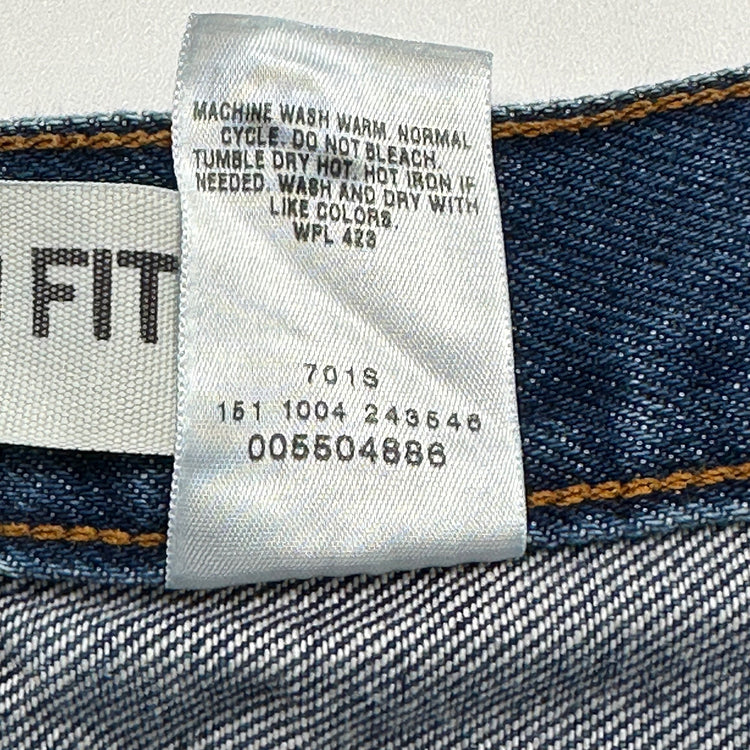 MACHINE WASH WARM, NORMAL
CYCLE. DO NOT BLEACH.
TUMBLE DRY HOT. HOT IRON IF
NEEDED. WASH AND DRY WITH
LIKE COLORS.
WPL 423
FIT
701S
151 1004 243546
005504886